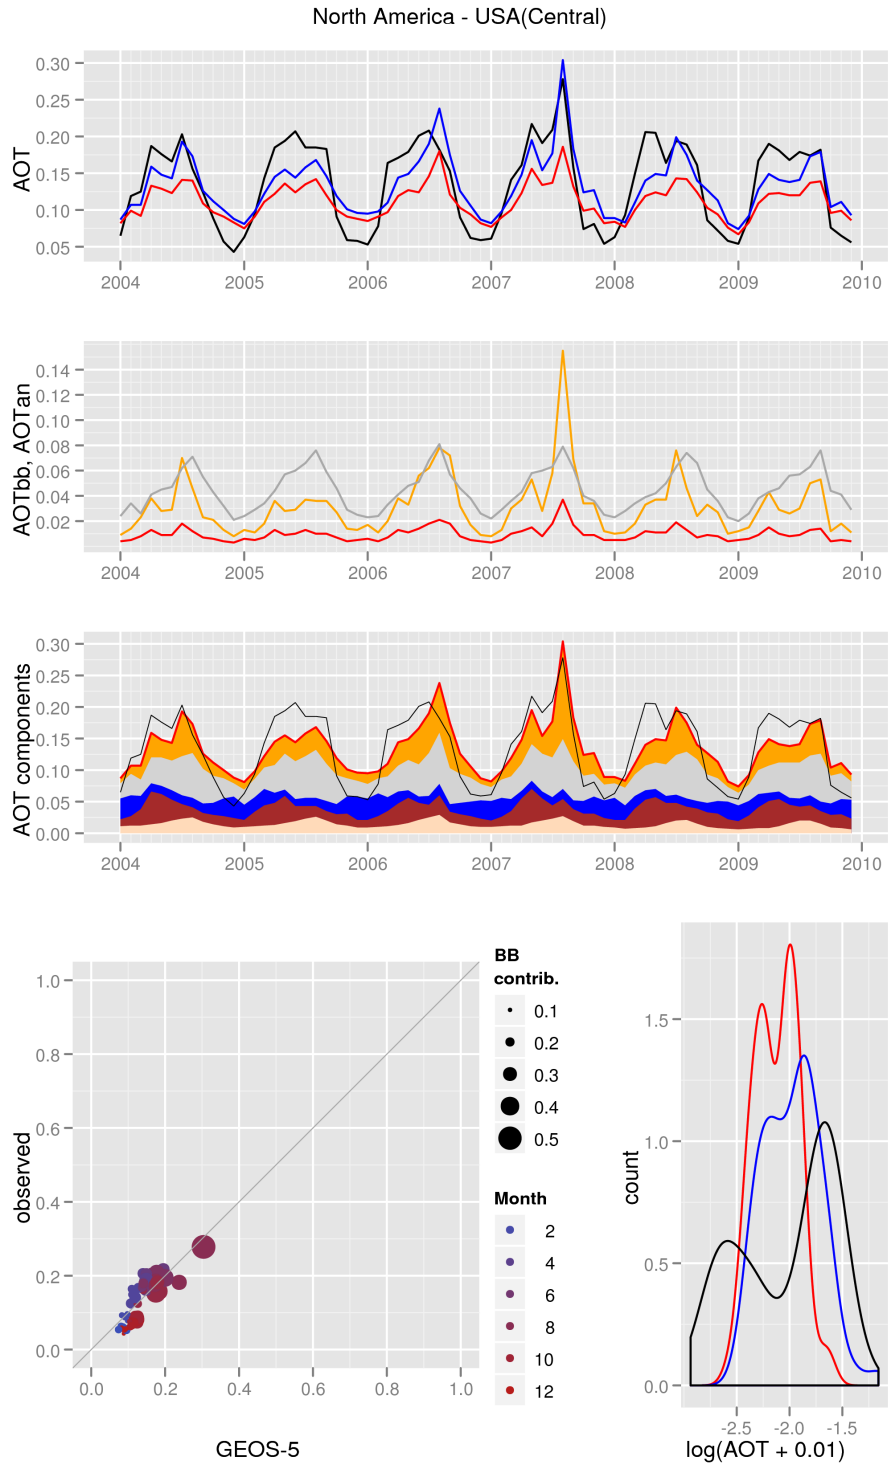 North America - USA(Central)
AOT
0.30
0.25
0.20
0.15
0.10
0.05
2004 2005 2006 2007 2008 2009 2010
AOTbb, AOTan
0.14
0.12
0.10
0.08
0.06
0.04
0.02
2004 2005 2006 2007 2008 2009 2010
AOT components
0.30
0.25
0.20
0.15
0.10
0.05
0.00
2004 2005 2006 2007 2008 2009 2010
observed
1.0
0.8
0.6
0.4
0.2
0.0
0.0 0.2 0.4 0.6 0.8 1.0
GEOS-5
BB
contrib.
0.1
0.2
0.3
0.4
0.5
Month
2
4
6
8
10
12
count
1.5
1.0
0.5
0.0
-2.5 -2.0 -1.5
log(AOT + 0.01)